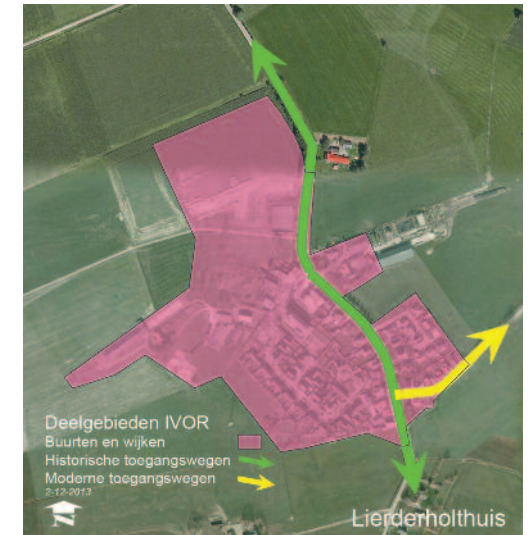 Deelgebieden IVOR
Buurten en wijken
Historische toegangswegen
Moderne toegangswegen
2-12-2013
N
Lierderholthuis